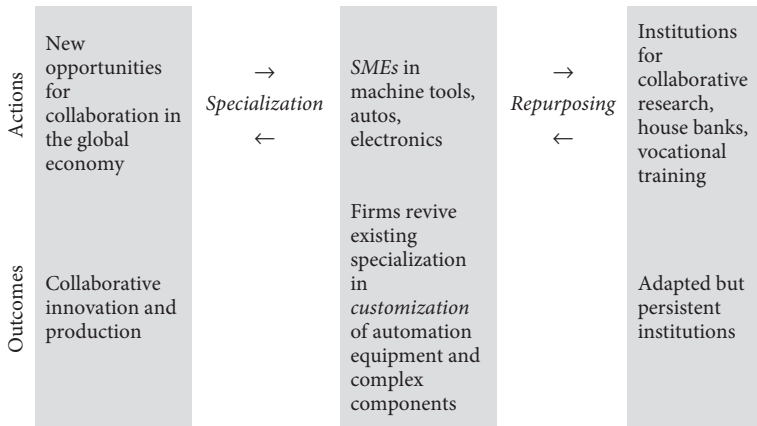 Actions
New
opportunities
for
collaboration in
the global
economy
→
Specialization
←
SMEs in
machine tools,
autos,
electronics
→
Repurposing
←
Institutions
for
collaborative
research,
house banks,
vocational
training
Outcomes
Collaborative
innovation and
production
Firms revive
existing
specialization
in
customization
of automation
equipment and
complex
components
Adapted but
persistent
institutions